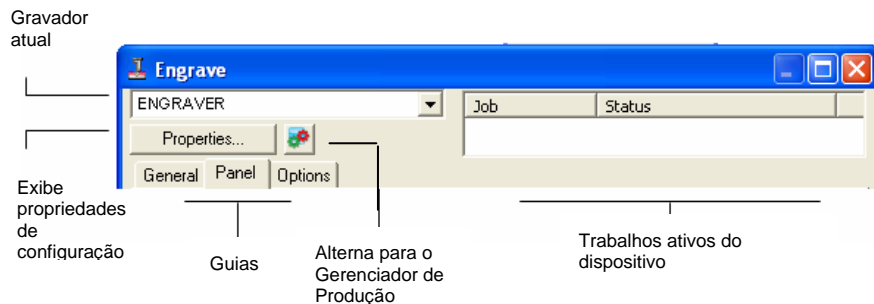 Gravador
atual
Engrave
ENGRAVER
Job Status
Properties...
General Panel Options
Exibe
propriedades
de
configuração
Guias
Alterna para o
Gerenciador de
Produção
Trabalhos ativos do
dispositivo